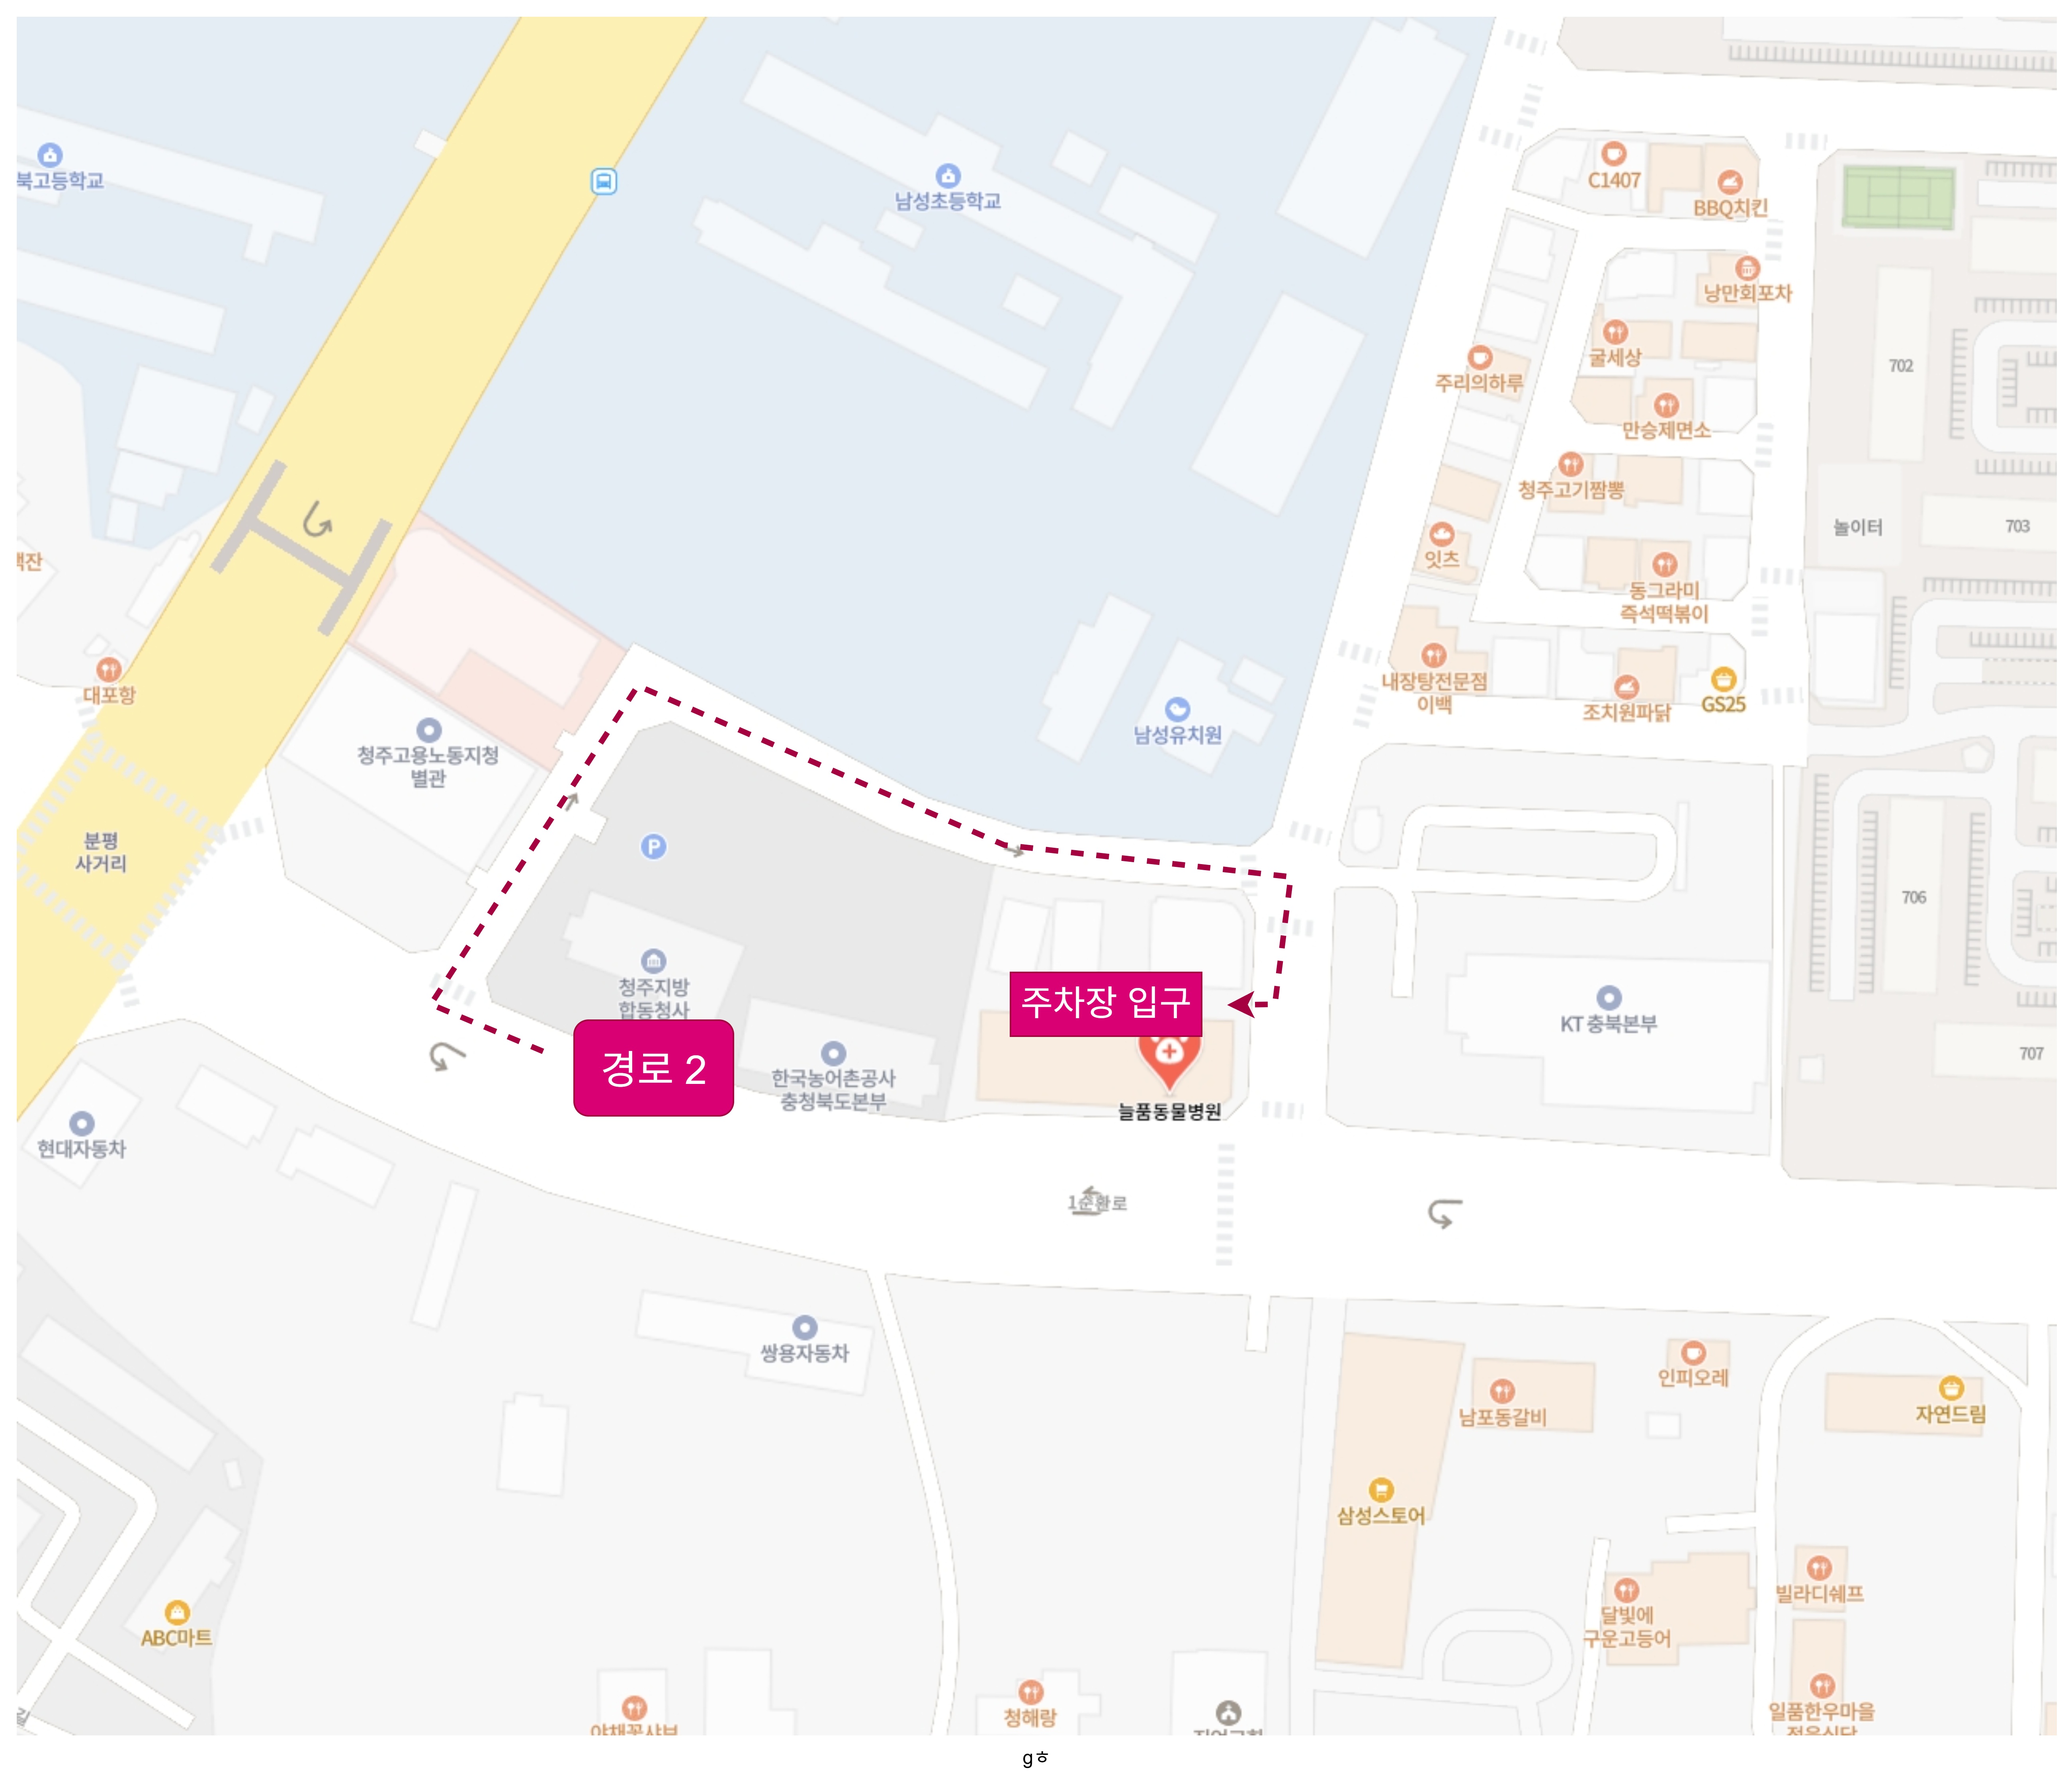 북고등학교
남성초등학교
C1407
BBQ치킨
낭만회포차
굴세상
702
주리의하루
만승제면소
청주고기짬뽕
놀이터
703
잇츠
동그라미
즉석떡볶이
대포항
내장탕전문점
이백
조치원파닭
GS25
청주고용노동지청
별관
남성유치원
분평
사거리
P
706
청주지방
합동청사
주차장 입구
KT 충북본부
경로 2
한국농어촌공사
충청북도본부
707
늘품동물병원
현대자동차
1순환로
쌍용자동차
인피오레
남포동갈비
자연드림
삼성스토어
빌라디쉐프
달빛에
구운고등어
ABC마트
청해랑
일품한우마을
gㅎ